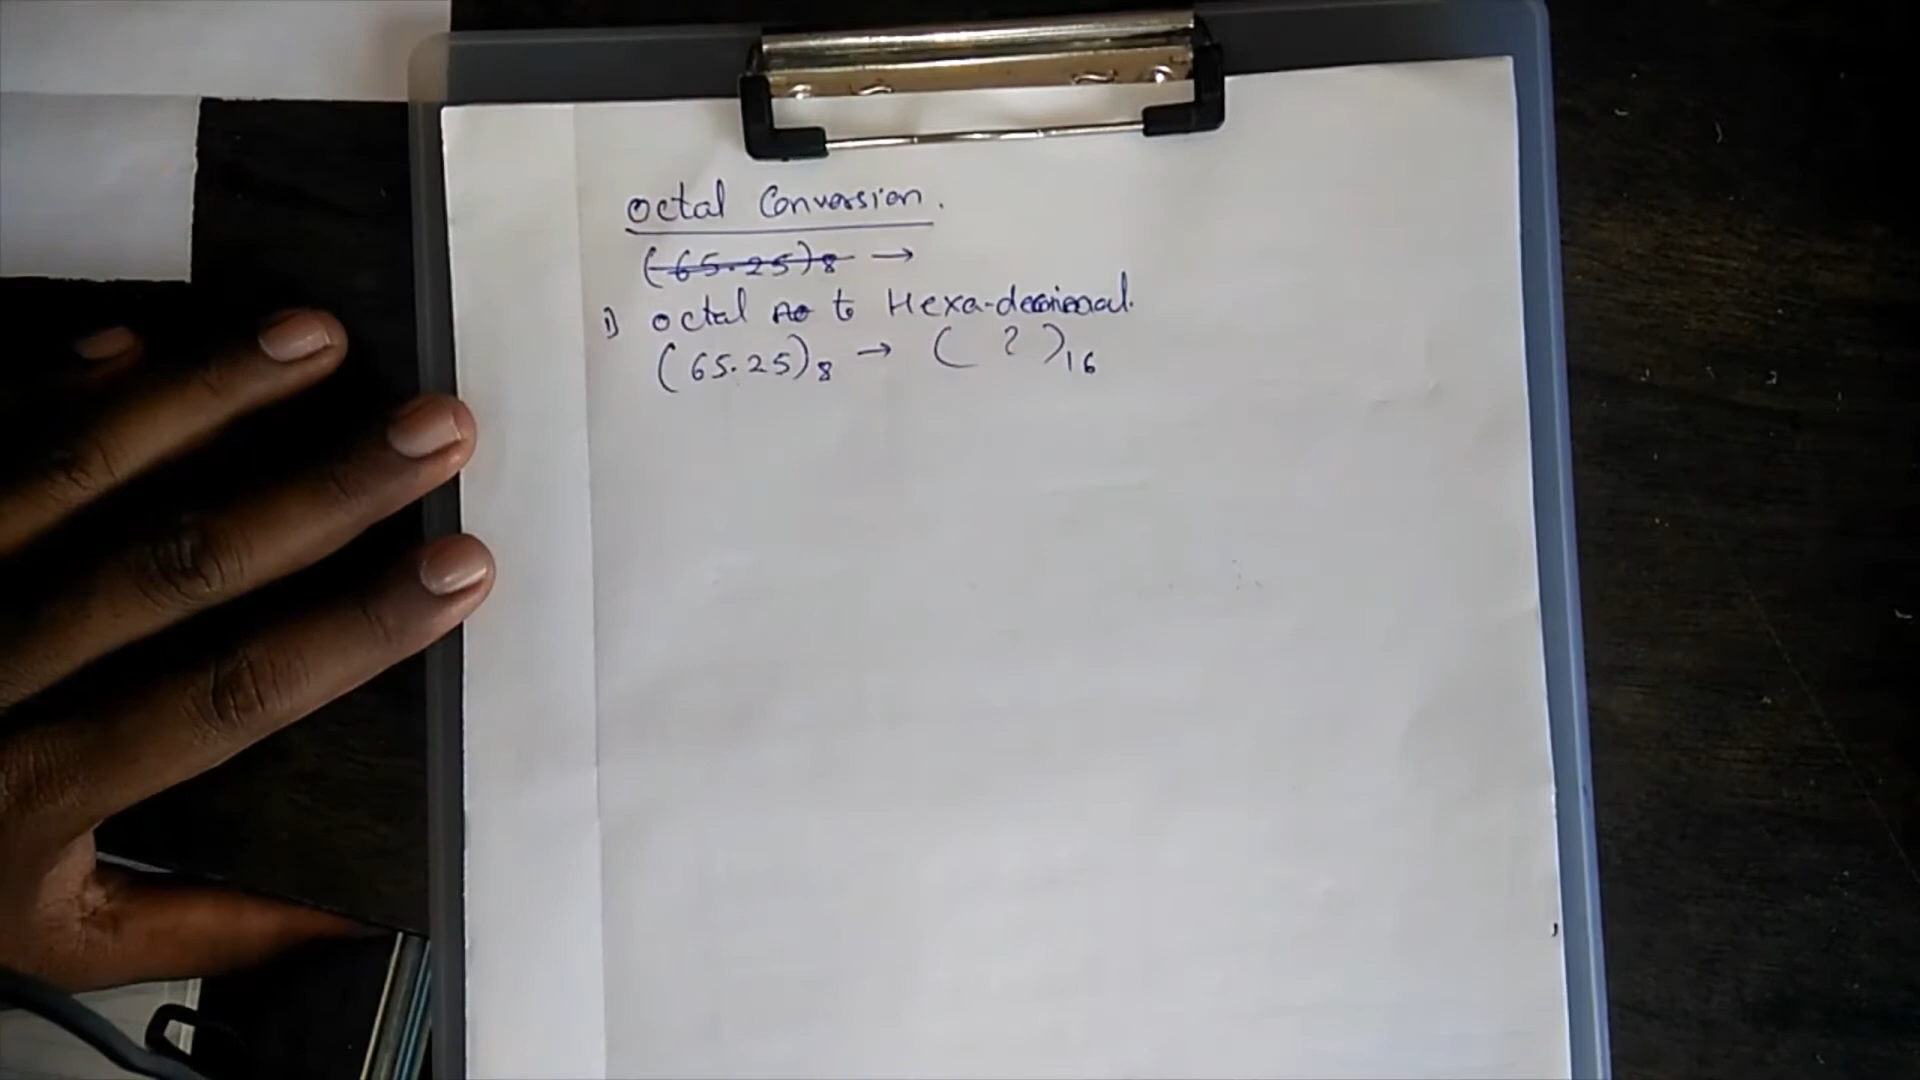 Octal Conversion.
(65.25)8 →
1) Octal to Hexa-decimal.
(65.25)8 → ( ? )16